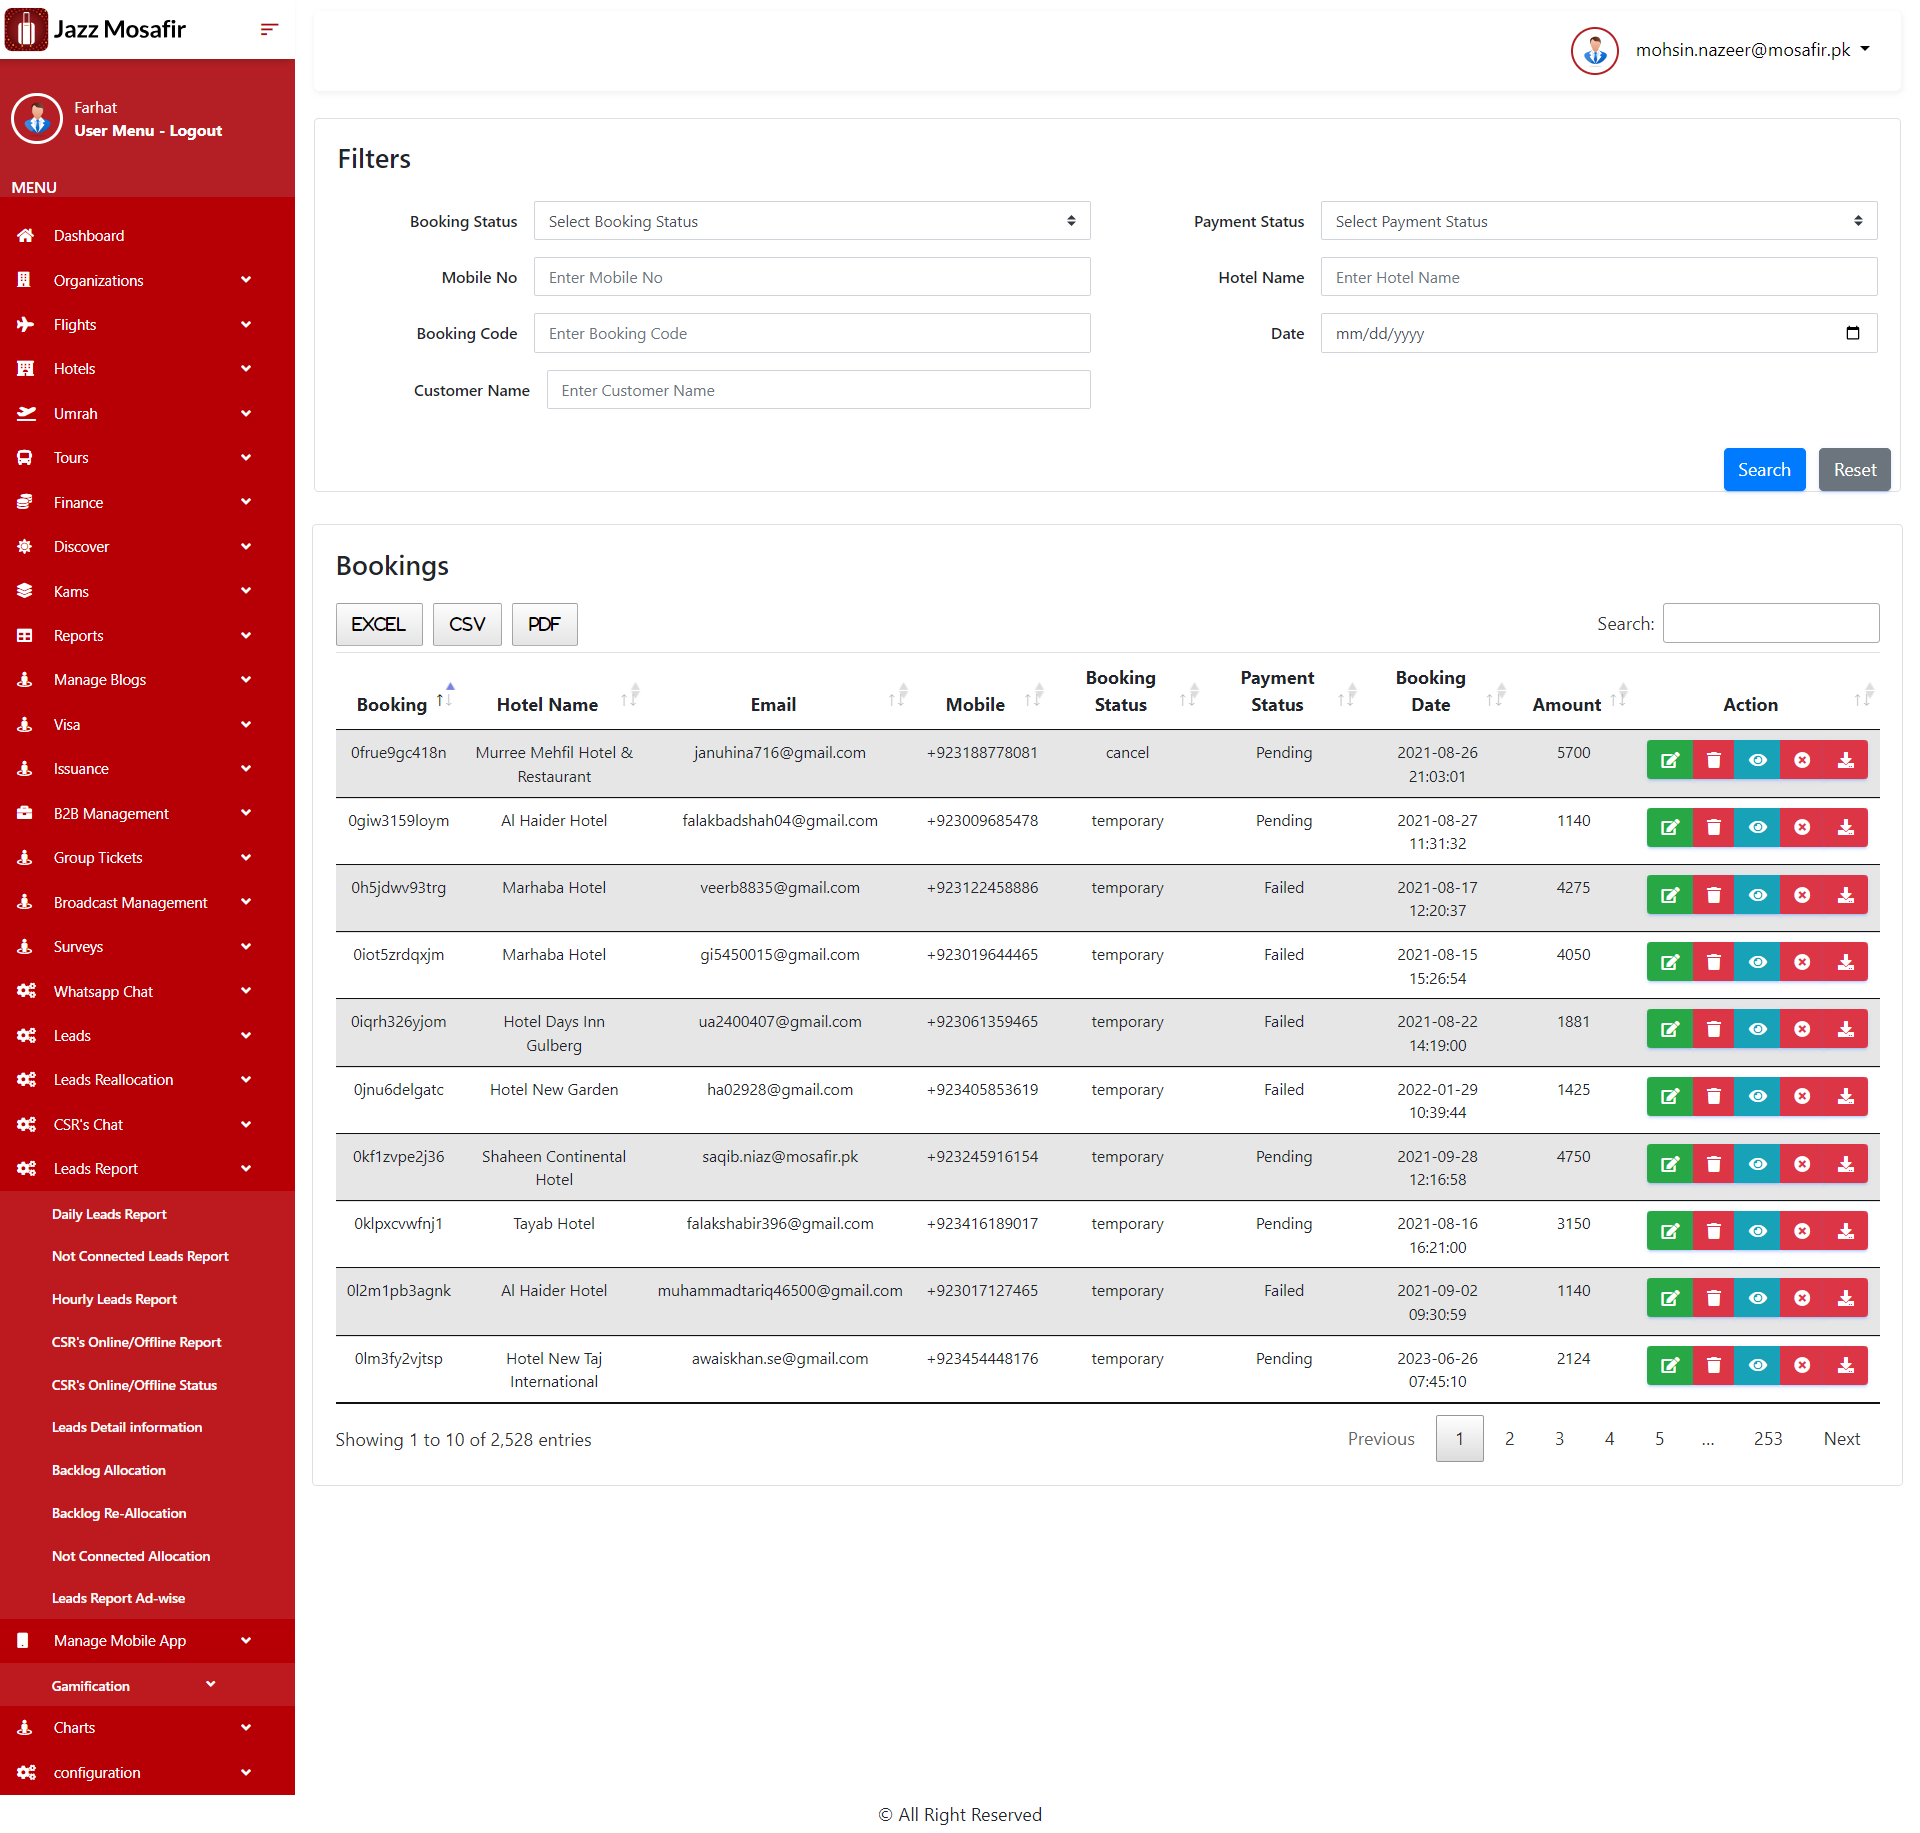 Jazz Mosafir
mohsin.nazeer@mosafir.pk
Farhat
User Menu - Logout
MENU
Dashboard
Organizations
Flights
Hotels
Umrah
Tours
Finance
Discover
Kams
Reports
Manage Blogs
Visa
Issuance
B2B Management
Group Tickets
Broadcast Management
Surveys
Whatsapp Chat
Leads
Leads Reallocation
CSR's Chat
Leads Report
Daily Leads Report
Not Connected Leads Report
Hourly Leads Report
CSR's Online/Offline Report
CSR's Online/Offline Status
Leads Detail information
Backlog Allocation
Backlog Re-Allocation
Not Connected Allocation
Leads Report Ad-wise
Manage Mobile App
Gamification
Charts
configuration
Filters
Booking Status Select Booking Status Payment Status Select Payment Status
Mobile No Enter Mobile No Hotel Name Enter Hotel Name
Booking Code Enter Booking Code Date mm/dd/yyyy
Customer Name Enter Customer Name
Search Reset
Bookings
EXCEL CSV PDF Search:
Booking Hotel Name Email Mobile Booking Status Payment Status Booking Date Amount Action
0frue9gc418n Murree Mehfil Hotel & Restaurant januhina716@gmail.com +923188778081 cancel Pending 2021-08-26 21:03:01 5700
0giw3159loym Al Haider Hotel falakbadshah04@gmail.com +923009685478 temporary Pending 2021-08-27 11:31:32 1140
0h5jdwv93trg Marhaba Hotel veerb8835@gmail.com +923122458886 temporary Failed 2021-08-17 12:20:37 4275
0iot5zrdqxjm Marhaba Hotel gi5450015@gmail.com +923019644465 temporary Failed 2021-08-15 15:26:54 4050
0iqrh326yjom Hotel Days Inn Gulberg ua2400407@gmail.com +923061359465 temporary Failed 2021-08-22 14:19:00 1881
0jnu6delgatc Hotel New Garden ha02928@gmail.com +923405853619 temporary Failed 2022-01-29 10:39:44 1425
0kf1zvpe2j36 Shaheen Continental Hotel saqib.niaz@mosafir.pk +923245916154 temporary Pending 2021-09-28 12:16:58 4750
0klpxcvwfnj1 Tayab Hotel falakshabir396@gmail.com +923416189017 temporary Pending 2021-08-16 16:21:00 3150
0l2m1pb3agnk Al Haider Hotel muhammadtariq46500@gmail.com +923017127465 temporary Failed 2021-09-02 09:30:59 1140
0lm3fy2vjtsp Hotel New Taj International awaiskhan.se@gmail.com +923454448176 temporary Pending 2023-06-26 07:45:10 2124
Showing 1 to 10 of 2,528 entries Previous 1 2 3 4 5 ... 253 Next
© All Right Reserved